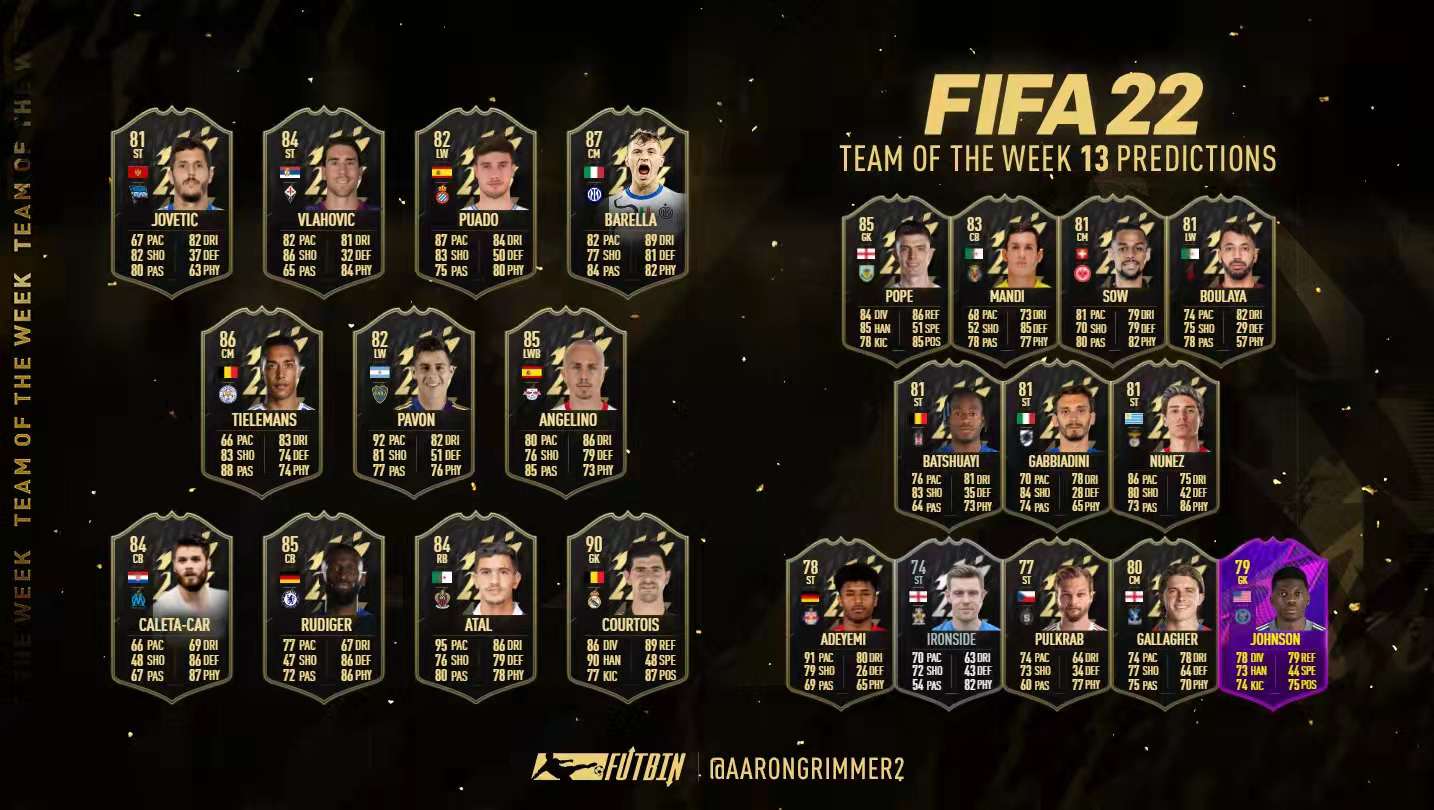 TEAM OF THE WEEK
TEAM OF THE WEEK
THE WEEK
FIFA 22
TEAM OF THE WEEK 13 PREDICTIONS
81
ST
JOVETIC
67 PAC 82 DRI
82 SHO 37 DEF
80 PAS 63 PHY
84
ST
VLAHOVIC
82 PAC 81 DRI
86 SHO 32 DEF
65 PAS 84 PHY
82
LW
PUADO
87 PAC 84 DRI
83 SHO 50 DEF
75 PAS 80 PHY
87
CM
BARELLA
82 PAC 89 DRI
77 SHO 81 DEF
84 PAS 82 PHY
86
CM
TIELEMANS
66 PAC 83 DRI
83 SHO 74 DEF
88 PAS 74 PHY
82
LW
PAVON
92 PAC 82 DRI
81 SHO 51 DEF
77 PAS 76 PHY
85
LWB
ANGELINO
80 PAC 86 DRI
76 SHO 79 DEF
85 PAS 73 PHY
84
CB
CALETA-CAR
66 PAC 69 DRI
48 SHO 86 DEF
67 PAS 87 PHY
85
CB
RUDIGER
77 PAC 67 DRI
47 SHO 86 DEF
72 PAS 86 PHY
84
RB
ATAL
95 PAC 86 DRI
76 SHO 79 DEF
80 PAS 78 PHY
90
GK
COURTOIS
86 DIV 89 REF
90 HAN 48 SPE
77 KIC 87 POS
85
GK
POPE
84 DIV 86 REF
85 HAN 51 SPE
78 KIC 85 POS
83
CB
MANDI
68 PAC 73 DRI
52 SHO 85 DEF
78 PAS 77 PHY
81
CM
SOW
81 PAC 79 DRI
70 SHO 79 DEF
80 PAS 82 PHY
81
LW
BOULAYA
74 PAC 82 DRI
75 SHO 29 DEF
78 PAS 57 PHY
81
ST
BATSHUAYI
76 PAC 81 DRI
83 SHO 35 DEF
64 PAS 73 PHY
81
ST
GABBIADINI
70 PAC 78 DRI
84 SHO 28 DEF
74 PAS 65 PHY
81
ST
NUNEZ
86 PAC 75 DRI
80 SHO 42 DEF
73 PAS 86 PHY
78
ST
ADEYEMI
91 PAC 80 DRI
79 SHO 26 DEF
69 PAS 65 PHY
74
ST
IRONSIDE
70 PAC 63 DRI
72 SHO 43 DEF
54 PAS 82 PHY
77
ST
PULKRAB
74 PAC 64 DRI
73 SHO 34 DEF
60 PAS 77 PHY
80
CM
GALLAGHER
74 PAC 78 DRI
77 SHO 64 DEF
75 PAS 70 PHY
79
GK
JOHNSON
78 DIV 79 REF
73 HAN 44 SPE
74 KIC 75 POS
FUTBIN @AARONGRIMMER2